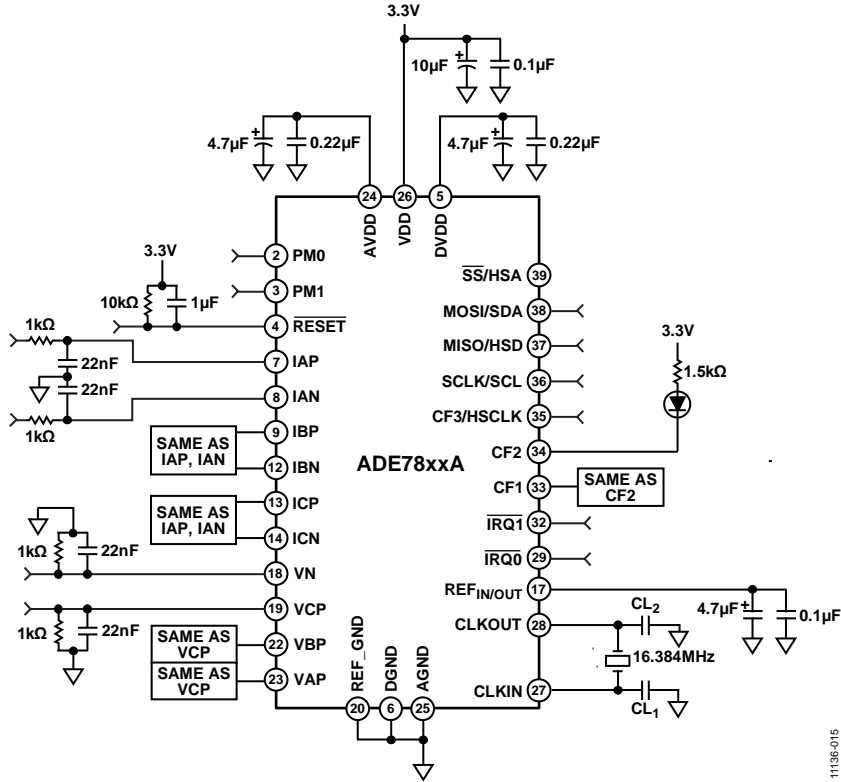 3.3V
10µF
+
0.1µF
4.7µF
+
0.22µF
4.7µF
+
0.22µF
24
26
5
AVDD
VDD
DVDD
2
PM0
3
PM1
3.3V
10kΩ
1µF
4
RESET
1kΩ
7
IAP
22nF
22nF
8
IAN
1kΩ
SAME AS
IAP, IAN
9
IBP
12
IBN
SAME AS
IAP, IAN
13
ICP
14
ICN
1kΩ
22nF
18
VN
19
VCP
1kΩ
22nF
SAME AS
VCP
22
VBP
SAME AS
VCP
23
VAP
ADE78xxA
SS/HSA
39
MOSI/SDA
38
MISO/HSD
37
SCLK/SCL
36
CF3/HSCLK
35
3.3V
1.5kΩ
CF2
34
CF1
33
SAME AS
CF2
IRQ1
32
IRQ0
29
REFIN/OUT
17
4.7µF
+
0.1µF
CLKOUT
28
CL2
16.384MHz
CLKIN
27
CL1
REF_GND
DGND
AGND
20
6
25
11136-015